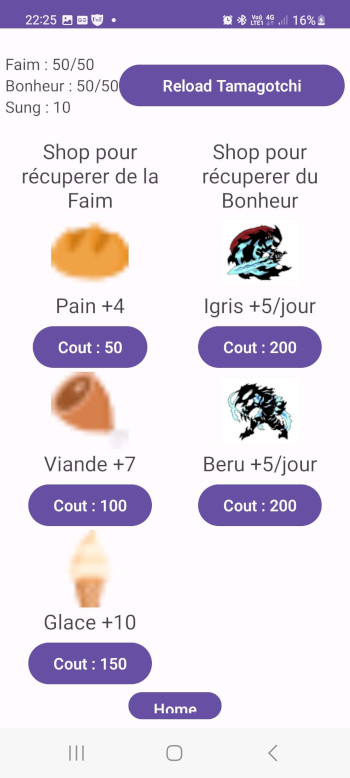 22:25 16%
Faim : 50/50
Bonheur : 50/50
Sung : 10
Reload Tamagotchi
Shop pour
récuperer de la
Faim
Shop pour
récuperer du
Bonheur
Pain +4
Igris +5/jour
Cout : 50
Cout : 200
Viande +7
Beru +5/jour
Cout : 100
Cout : 200
Glace +10
Cout : 150
Home